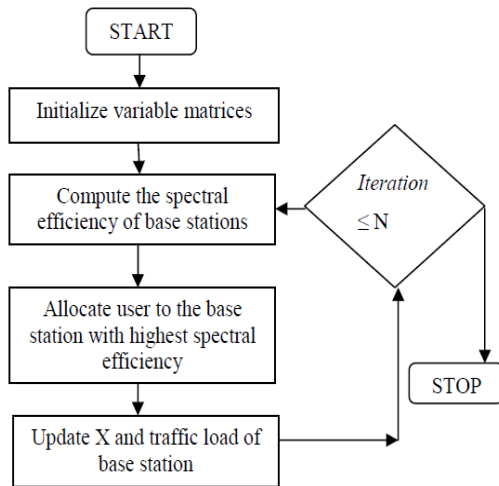 START
Initialize variable matrices
Compute the spectral
efficiency of base stations
Allocate user to the base
station with highest spectral
efficiency
Update X and traffic load of
base station
Iteration
≤ N
STOP